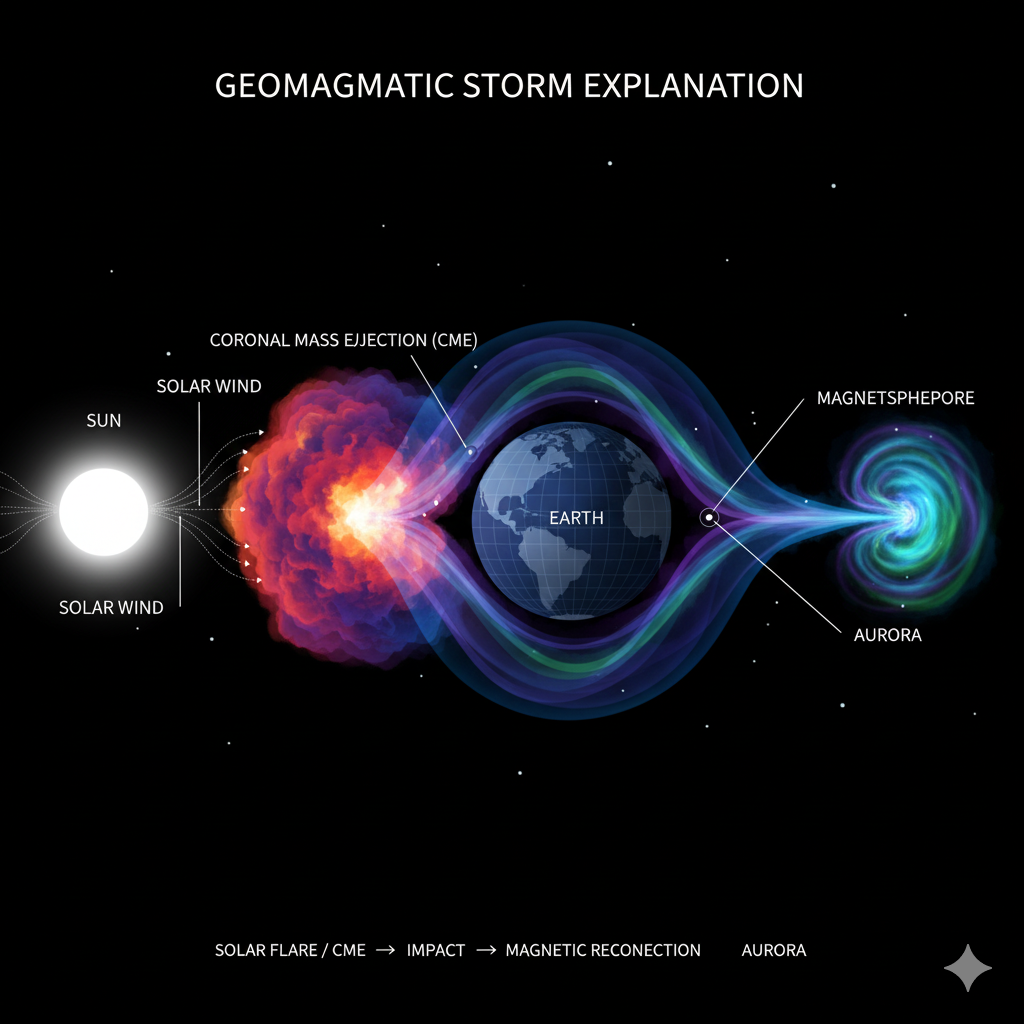 GEOMAGMATIC STORM EXPLANATION
CORONAL MASS EJJECTION (CME)
SOLAR WIND
SUN
MAGNETSPHEPORE
EARTH
SOLAR WIND
AURORA
SOLAR FLARE / CME → IMPACT → MAGNETIC RECONECTION AURORA